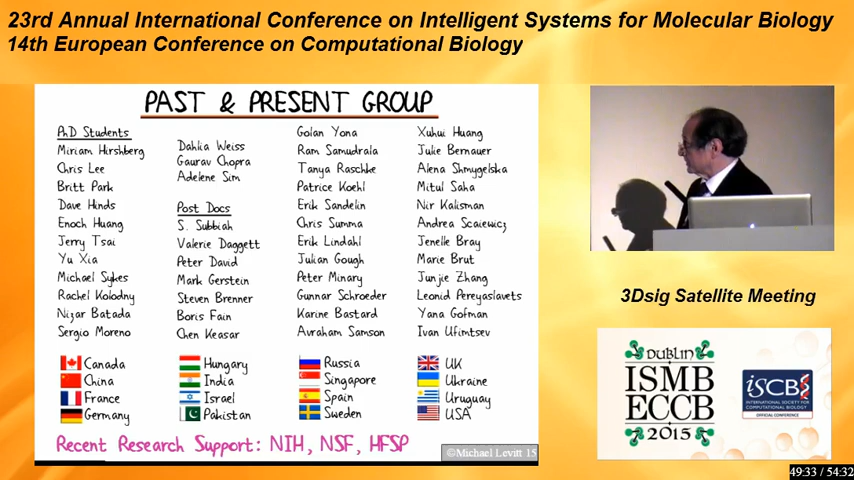 23rd Annual International Conference on Intelligent Systems for Molecular Biology
14th European Conference on Computational Biology
PAST & PRESENT GROUP
PhD Students
Miriam Hirshberg
Chris Lee
Britt Park
Dave Hinds
Enoch Huang
Jerry Tsai
Yu Xia
Michael Sykes
Rachel Kolodny
Nizar Batada
Sergio Moreno
Dahlia Weiss
Gaurav Chopra
Adelene Sim
Post Docs
S. Subbiah
Valerie Daggett
Peter David
Mark Gerstein
Steven Brenner
Boris Fain
Chen Keasar
Golan Yona
Ram Samudrala
Tanya Raschke
Patrice Koehl
Erik Sandelin
Chris Summa
Erik Lindahl
Julian Gough
Peter Minary
Gunnar Schroeder
Karine Bastard
Avraham Samson
Xuhui Huang
Julie Bernauer
Alena Shmygelska
Mitul Saha
Nir Kalisman
Andrea Scaiewicz
Jenelle Bray
Marie Brut
Junjie Zhang
Leonid Pereyaslavets
Yana Gofman
Ivan Ufimtsev
Canada
China
France
Germany
Hungary
India
Israel
Pakistan
Russia
Singapore
Spain
Sweden
UK
Ukraine
Uruguay
USA
Recent Research Support: NIH, NSF, HFSP
©Michael Levitt 15
3Dsig Satellite Meeting
DUBLIN
ISMB
ECCB
2015
ISCB
INTERNATIONAL SOCIETY FOR
COMPUTATIONAL BIOLOGY
OFFICIAL CONFERENCE
49:33 / 54:32